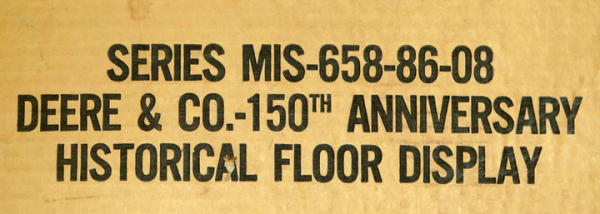 SERIES MIS-658-86-08
DEERE & CO.-150TH ANNIVERSARY
HISTORICAL FLOOR DISPLAY